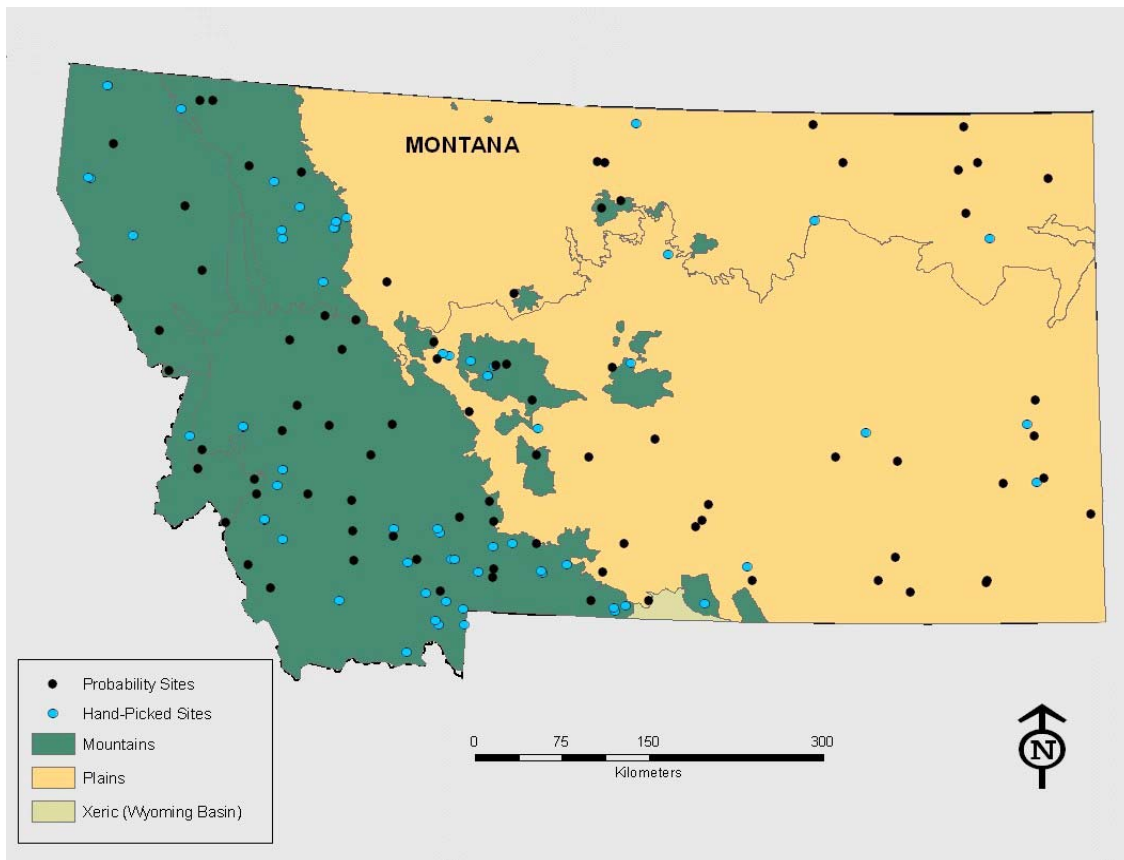 MONTANA
Probability Sites
Hand-Picked Sites
Mountains
Plains
Xeric (Wyoming Basin)
0 75 150 300
Kilometers
N